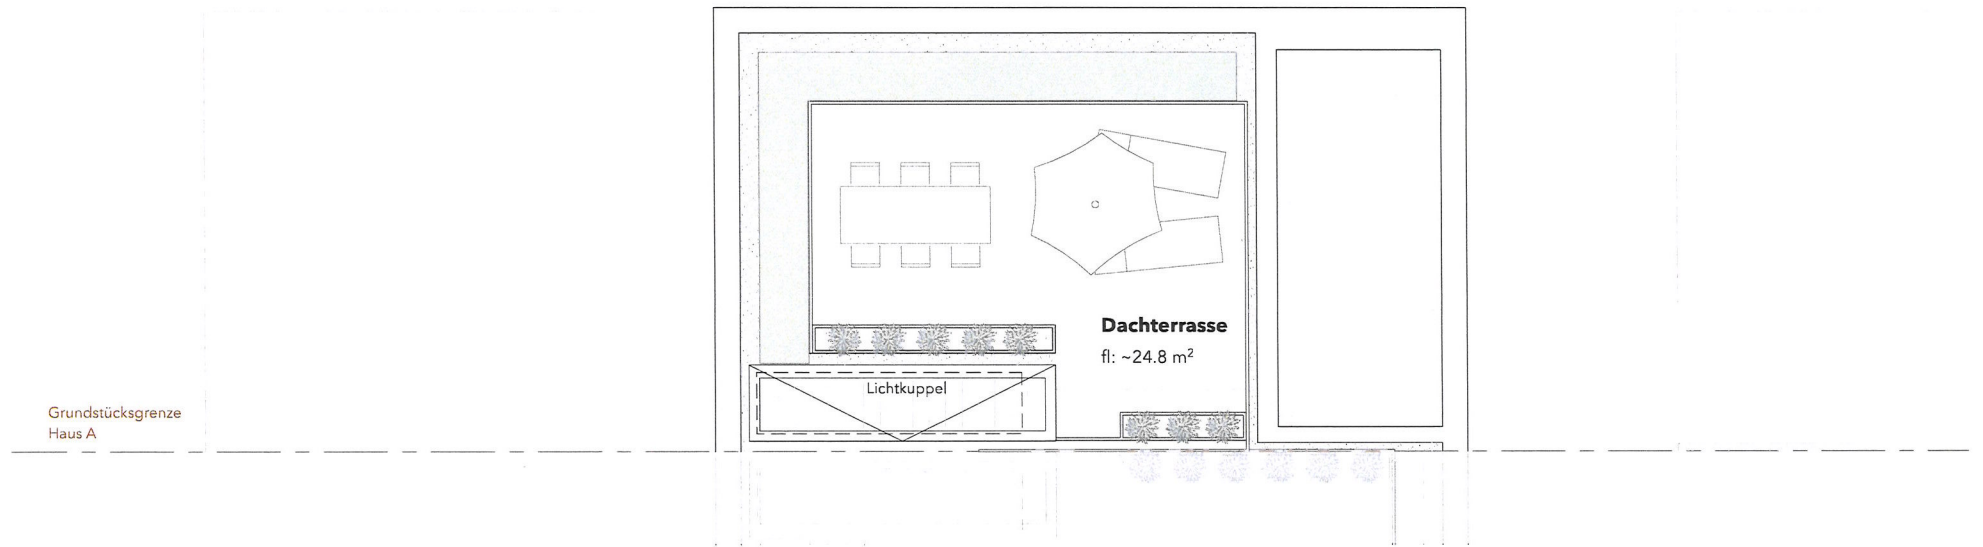 Dachterrasse
fl: ~24.8 m²
Lichtkuppel
Grundstücksgrenze
Haus A